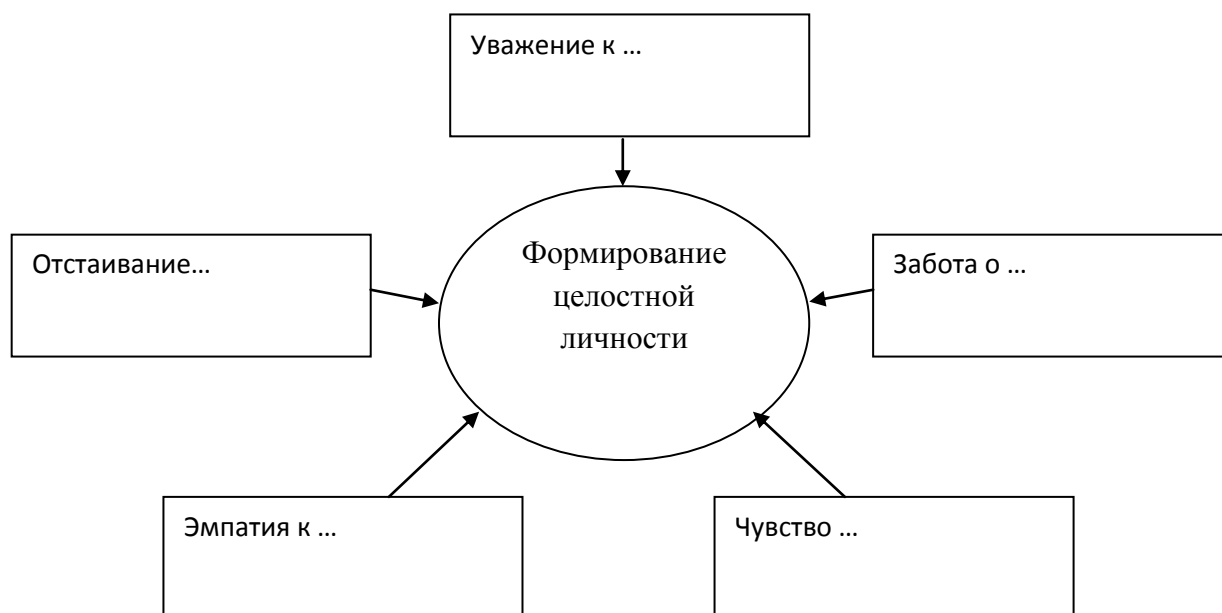 Уважение к ...
Отстаивание...
Формирование
целостной
личности
Забота о ...
Эмпатия к ...
Чувство ...